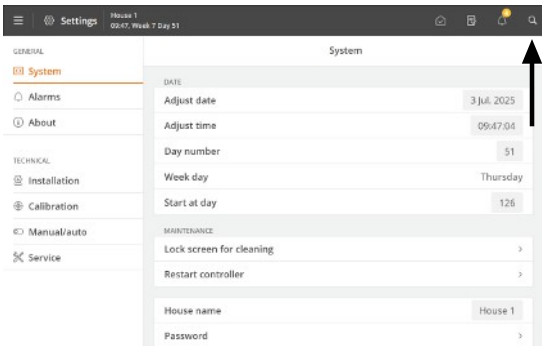 Settings
House 1
09:47, Week 7 Day 51
GENERAL
System
Alarms
About
TECHNICAL
Installation
Calibration
Manual/auto
Service
System
DATE
Adjust date 3 Jul. 2025
Adjust time 09:47:04
Day number 51
Week day Thursday
Start at day 126
MAINTENANCE
Lock screen for cleaning
Restart controller
House name House 1
Password